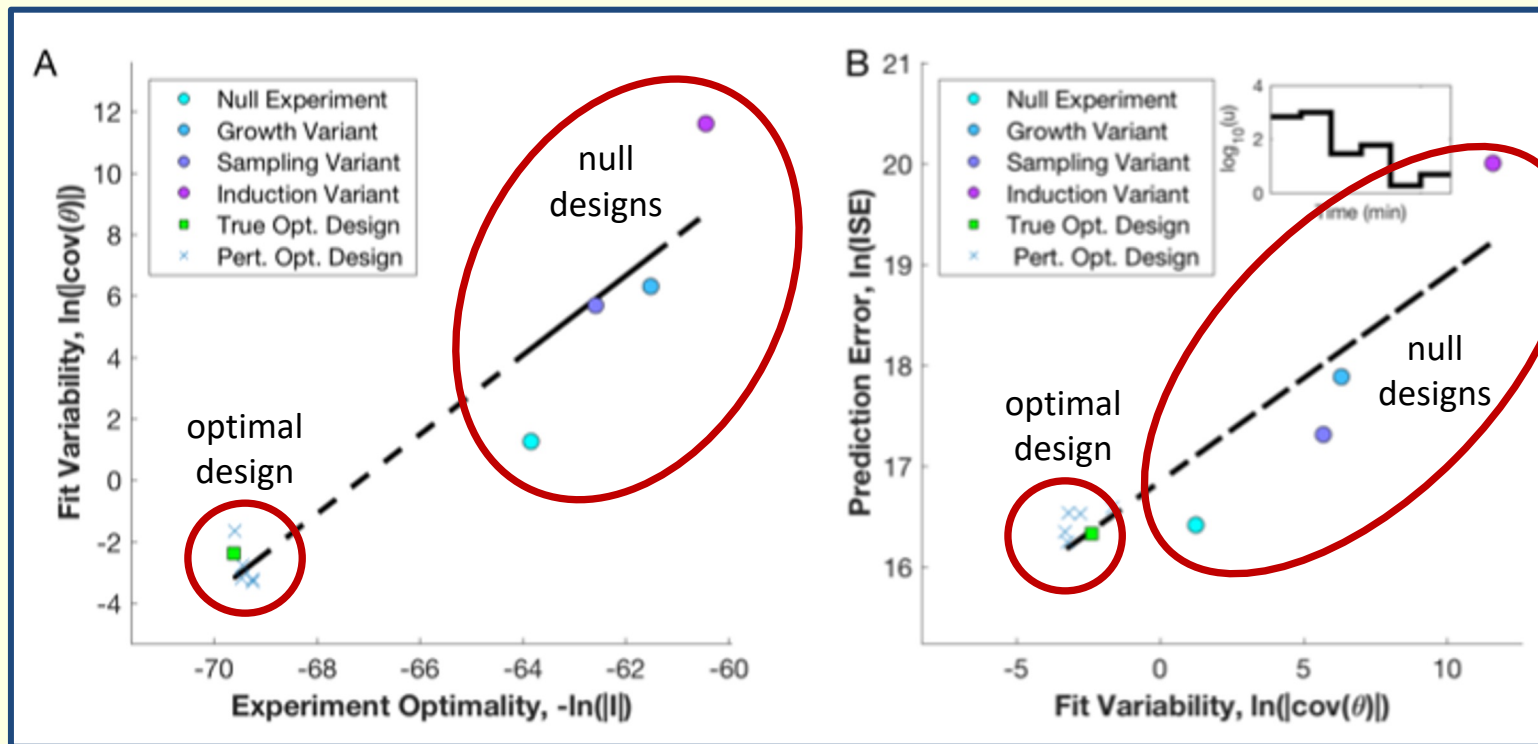 A
Null Experiment
Growth Variant
Sampling Variant
Induction Variant
True Opt. Design
Pert. Opt. Design
null
designs
optimal
design
12
10
8
6
4
2
0
-2
-4
Fit Variability, ln(|cov(θ)|)
-70
-68
-66
-64
-62
-60
Experiment Optimality, -ln(|I|)
B
Null Experiment
Growth Variant
Sampling Variant
Induction Variant
True Opt. Design
Pert. Opt. Design
4
2
0
log10(u)
Time (min)
null
designs
optimal
design
21
20
19
18
17
16
Prediction Error, ln(ISE)
-5
0
5
10
Fit Variability, ln(|cov(θ)|)